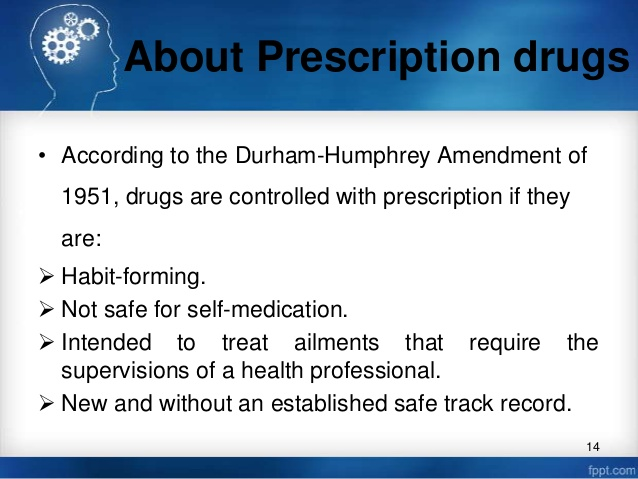 About Prescription drugs
• According to the Durham-Humphrey Amendment of
1951, drugs are controlled with prescription if they
are:
➢ Habit-forming.
➢ Not safe for self-medication.
➢ Intended to treat ailments that require the
supervisions of a health professional.
➢ New and without an established safe track record.
14
fppt.com